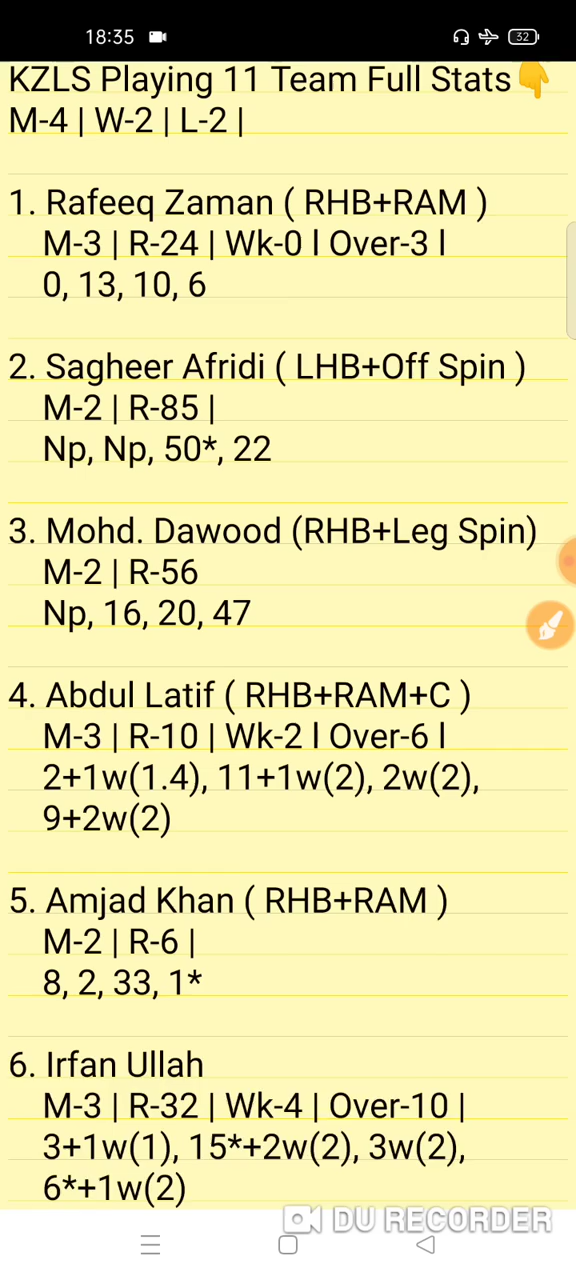 18:35
32
KZLS Playing 11 Team Full Stats👇
M-4 | W-2 | L-2 |
1. Rafeeq Zaman ( RHB+RAM )
M-3 | R-24 | Wk-0 l Over-3 l
0, 13, 10, 6
2. Sagheer Afridi ( LHB+Off Spin )
M-2 | R-85 |
Np, Np, 50*, 22
3. Mohd. Dawood (RHB+Leg Spin)
M-2 | R-56
Np, 16, 20, 47
4. Abdul Latif ( RHB+RAM+C )
M-3 | R-10 | Wk-2 l Over-6 l
2+1w(1.4), 11+1w(2), 2w(2),
9+2w(2)
5. Amjad Khan ( RHB+RAM )
M-2 | R-6 |
8, 2, 33, 1*
6. Irfan Ullah
M-3 | R-32 | Wk-4 | Over-10 |
3+1w(1), 15*+2w(2), 3w(2),
6*+1w(2)
DU RECORDER